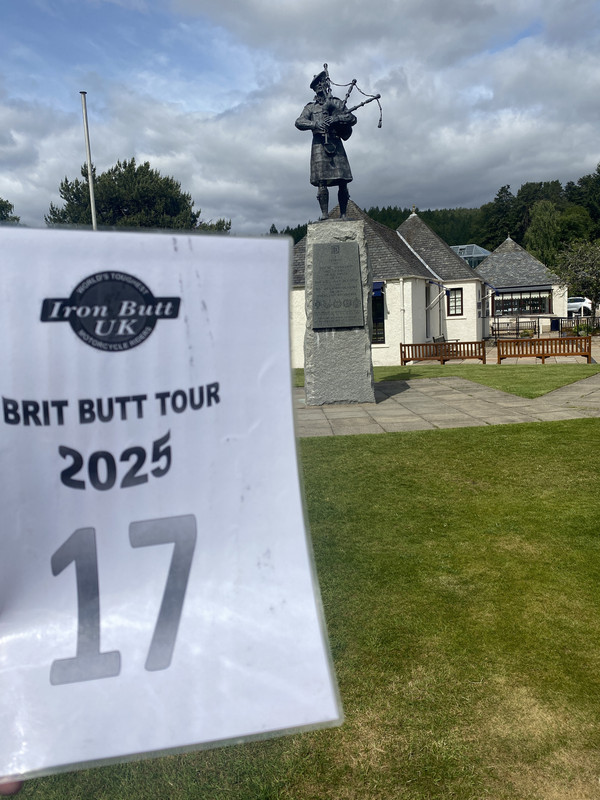 WORLD'S TOUGHEST
Iron Butt
UK
MOTORCYCLE RIDERS
BRIT BUTT TOUR
2025
17